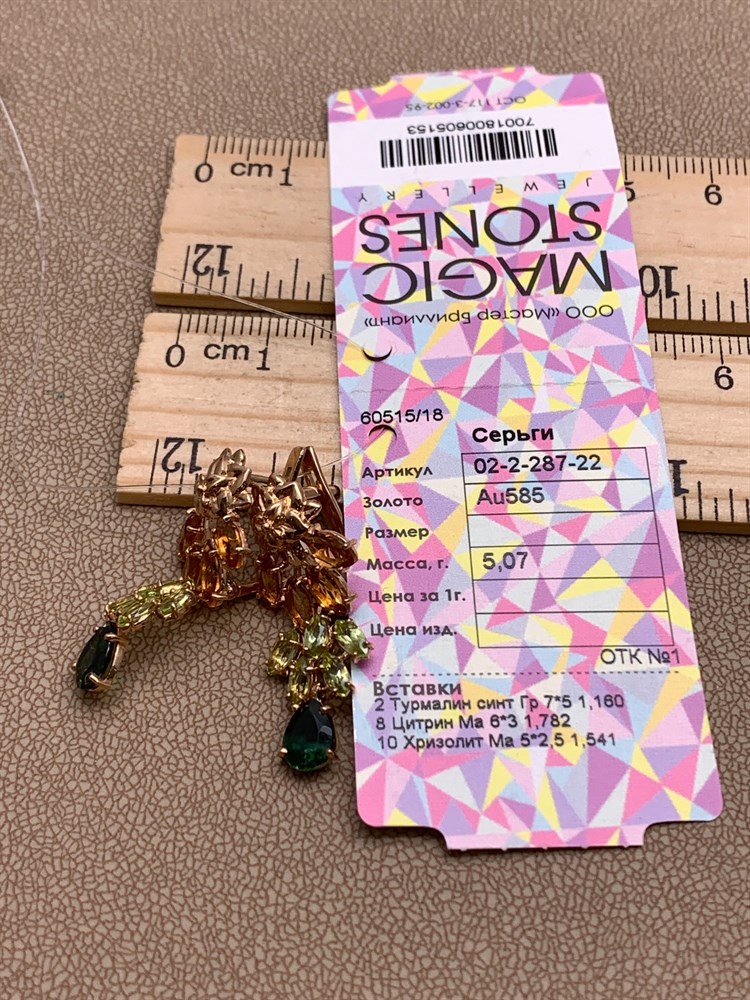 ОСТ 117-3-002-95
7001800605153
JEWELLERY
MAGIC
STONES
ООО «Мастер Бриллиант»
60515/18
Серьги
Артикул 02-2-287-22
Золото Au585
Размер
Масса, г. 5,07
Цена за 1г.
Цена изд.
ОТК №1
Вставки
2 Турмалин синт Гр 7*5 1,160
8 Цитрин Ма 6*3 1,782
10 Хризолит Ма 5*2,5 1,541
0 cm 1 5 6
12 10
0 cm 1 6
12